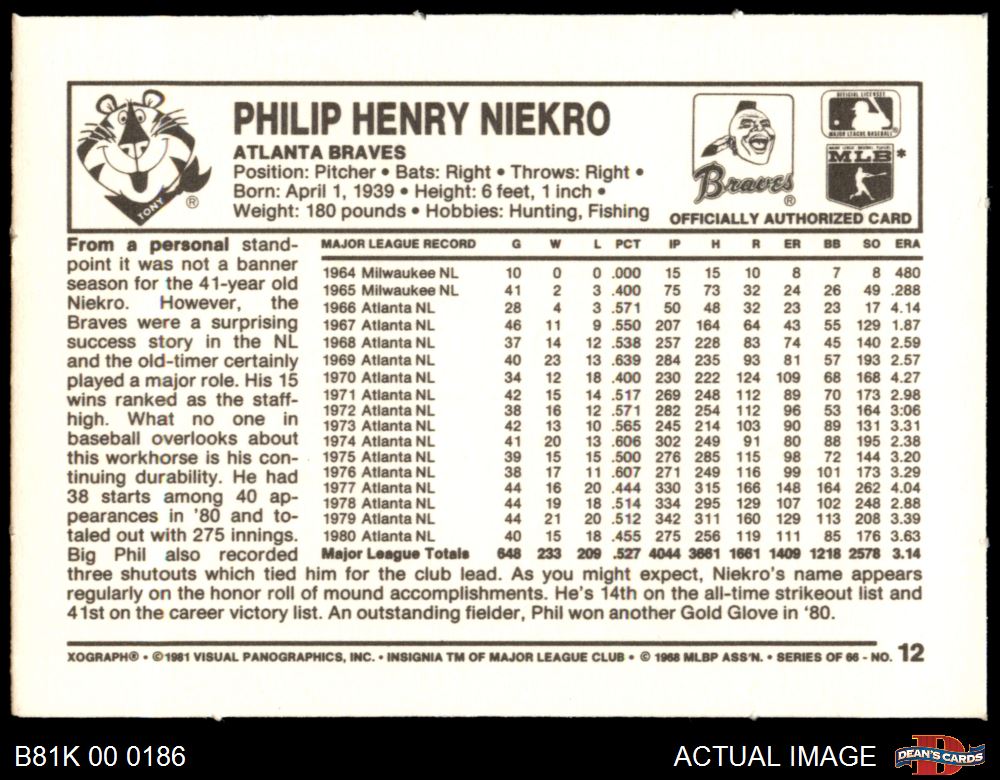 PHILIP HENRY NIEKRO
ATLANTA BRAVES
Position: Pitcher • Bats: Right • Throws: Right •
Born: April 1, 1939 • Height: 6 feet, 1 inch •
Weight: 180 pounds • Hobbies: Hunting, Fishing
TONY ®
Braves ®
OFFICIAL LICENSEE
MAJOR LEAGUE BASEBALL
MLB *
OFFICIALLY AUTHORIZED CARD
From a personal stand-
point it was not a banner
season for the 41-year old
Niekro. However, the
Braves were a surprising
success story in the NL
and the old-timer certainly
played a major role. His 15
wins ranked as the staff-
high. What no one in
baseball overlooks about
this workhorse is his con-
tinuing durability. He had
38 starts among 40 ap-
pearances in '80 and to-
taled out with 275 innings.
Big Phil also recorded
three shutouts which tied him for the club lead. As you might expect, Niekro's name appears
regularly on the honor roll of mound accomplishments. He's 14th on the all-time strikeout list and
41st on the career victory list. An outstanding fielder, Phil won another Gold Glove in '80.
MAJOR LEAGUE RECORD G W L PCT IP H R ER BB SO ERA
1964 Milwaukee NL 10 0 0 .000 15 15 10 8 7 8 480
1965 Milwaukee NL 41 2 3 .400 75 73 32 24 26 49 .288
1966 Atlanta NL 28 4 3 .571 50 48 32 23 23 17 4.14
1967 Atlanta NL 46 11 9 .550 207 164 64 43 55 129 1.87
1968 Atlanta NL 37 14 12 .538 257 228 83 74 45 140 2.59
1969 Atlanta NL 40 23 13 .639 284 235 93 81 57 193 2.57
1970 Atlanta NL 34 12 18 .400 230 222 124 109 68 168 4.27
1971 Atlanta NL 42 15 14 .517 269 248 112 89 70 173 2.98
1972 Atlanta NL 38 16 12 .571 282 254 112 96 53 164 3:06
1973 Atlanta NL 42 13 10 .565 245 214 103 90 89 131 3.31
1974 Atlanta NL 41 20 13 .606 302 249 91 80 88 195 2.38
1975 Atlanta NL 39 15 15 .500 276 285 115 98 72 144 3.20
1976 Atlanta NL 38 17 11 .607 271 249 116 99 101 173 3.29
1977 Atlanta NL 44 16 20 .444 330 315 166 148 164 262 4.04
1978 Atlanta NL 44 19 18 .514 334 295 129 107 102 248 2.88
1979 Atlanta NL 44 21 20 .512 342 311 160 129 113 208 3.39
1980 Atlanta NL 40 15 18 .455 275 256 119 111 85 176 3.63
Major League Totals 648 233 209 .527 4044 3661 1661 1409 1218 2578 3.14
XOGRAPH® • ©1981 VISUAL PANOGRAPHICS, INC. • INSIGNIA TM OF MAJOR LEAGUE CLUB • © 1968 MLBP ASS'N. • SERIES OF 66 - NO. 12
B81K 00 0186
ACTUAL IMAGE
DEAN'S CARDS